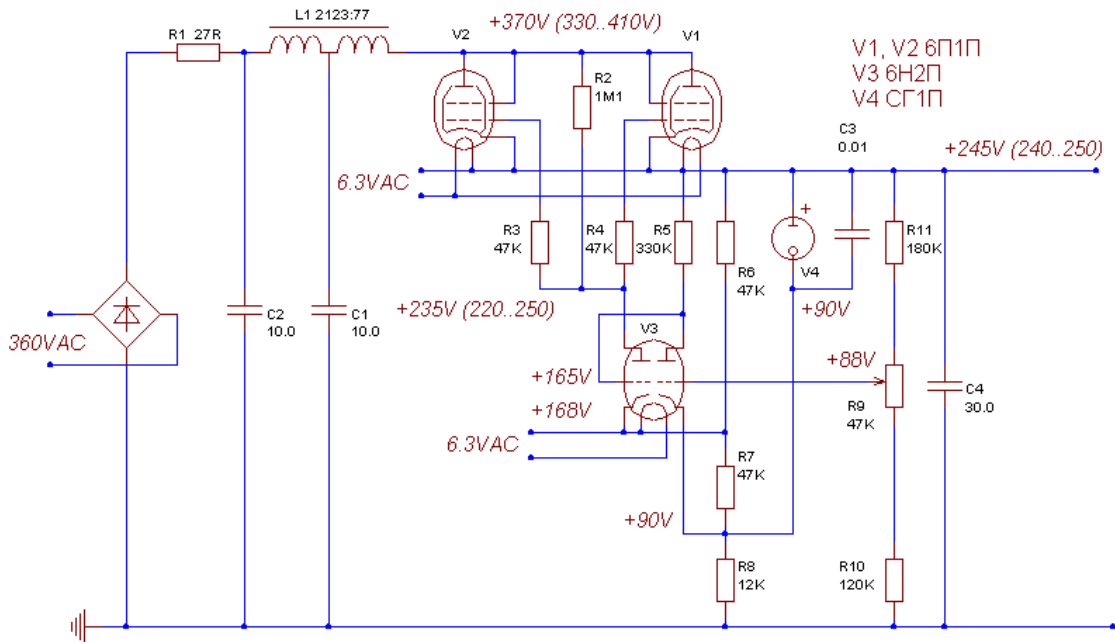 L1 2123:77
R1 27R
V2
+370V (330..410V)
V1
V1, V2 6П1П
V3 6Н2П
V4 СГ1П
R2
1M1
C3
0.01
+245V (240..250)
6.3VAC
R3
47K
R4
47K
R5
330K
R6
47K
+
V4
R11
180K
+90V
C2
10.0
C1
10.0
+235V (220..250)
360VAC
V3
+165V
+168V
+88V
R9
47K
C4
30.0
6.3VAC
R7
47K
+90V
R8
12K
R10
120K